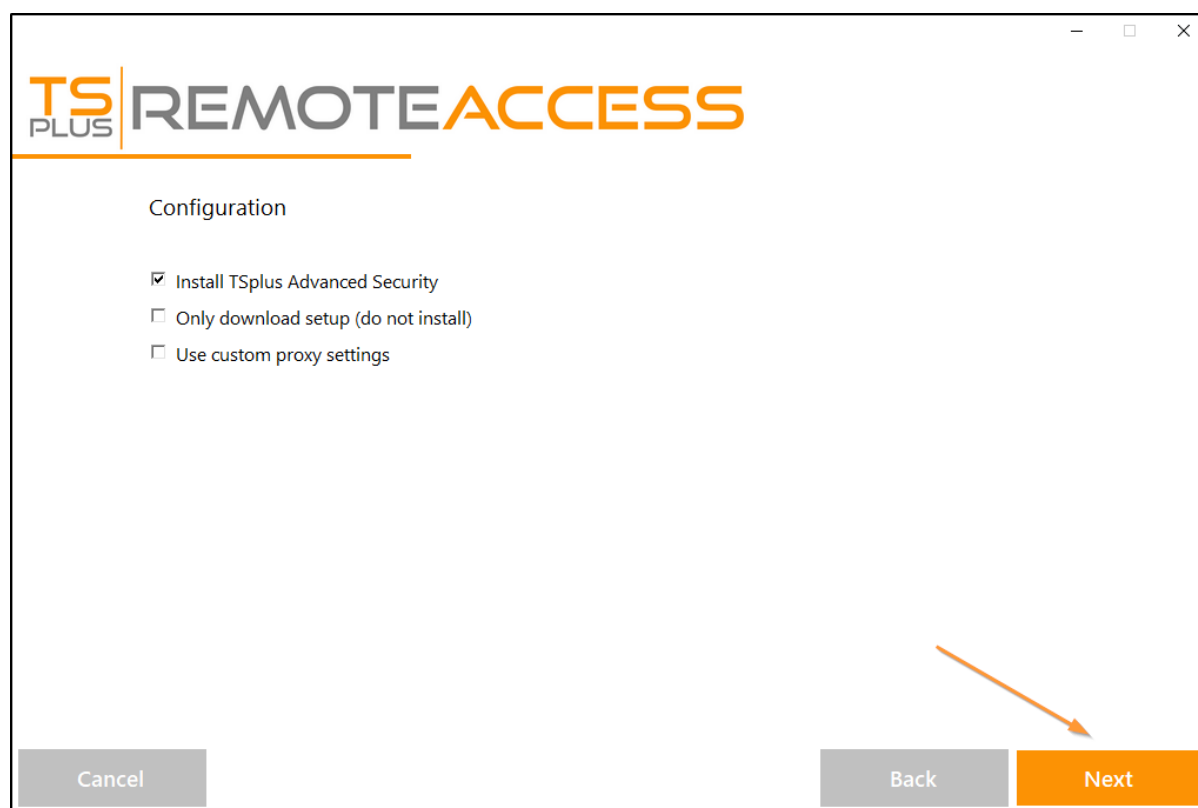 TS PLUS REMOTEACCESS
Configuration
Install TSplus Advanced Security
Only download setup (do not install)
Use custom proxy settings
Cancel
Back
Next